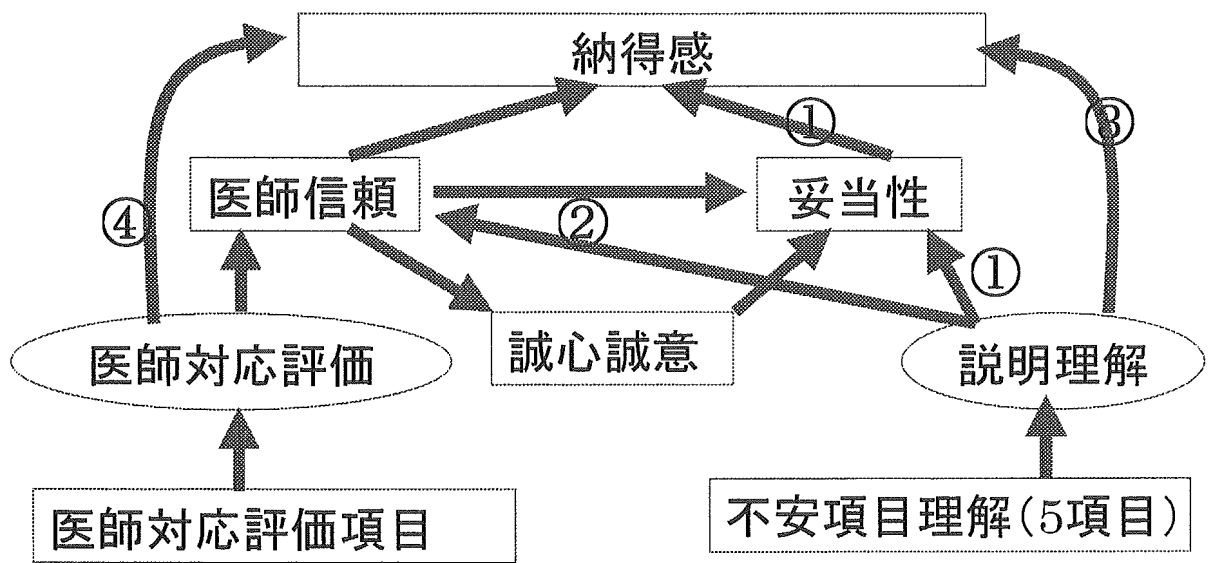 納得感
①
③
医師信頼
妥当性
④
②
①
誠心誠意
医師対応評価
説明理解
医師対応評価項目
不安項目理解(5項目)